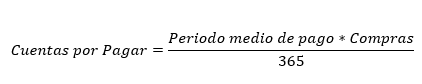 Cuentas por Pagar = Periodo medio de pago * Compras / 365